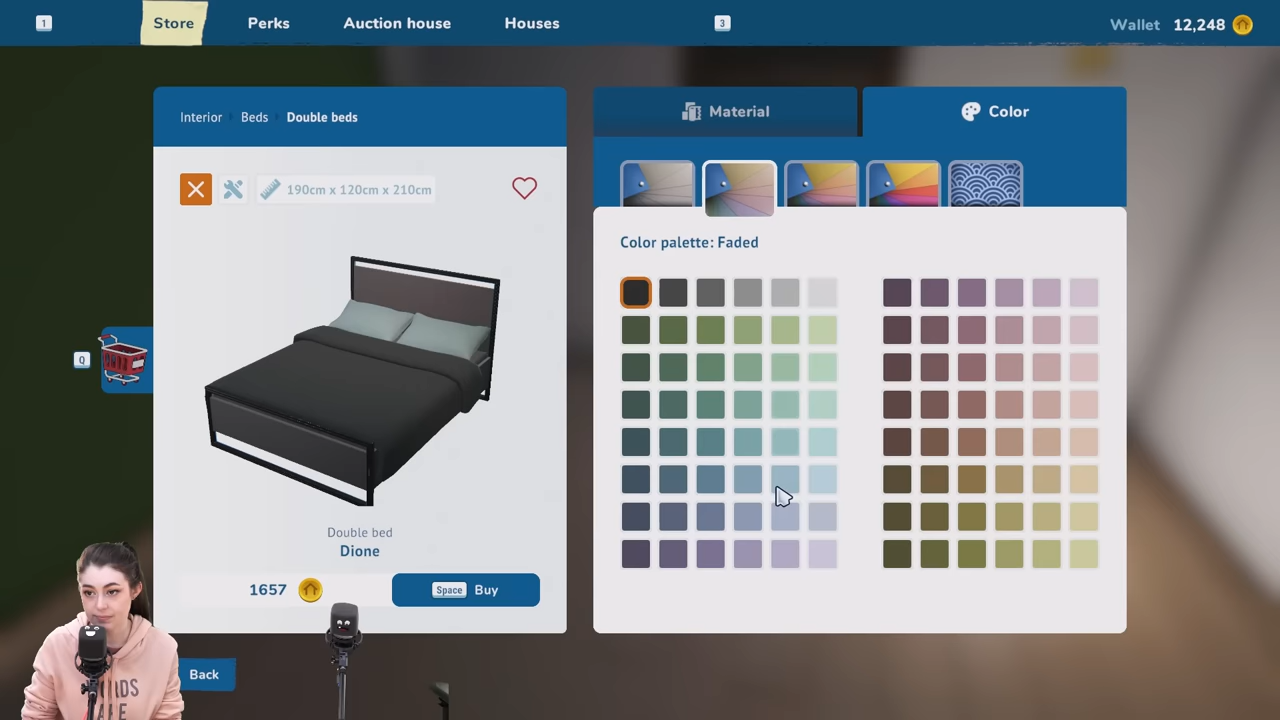 1
Store
Perks
Auction house
Houses
3
Wallet 12,248
Interior Beds Double beds
190cm x 120cm x 210cm
Material
Color
Color palette: Faded
Q
Double bed
Dione
1657
Space Buy
Back